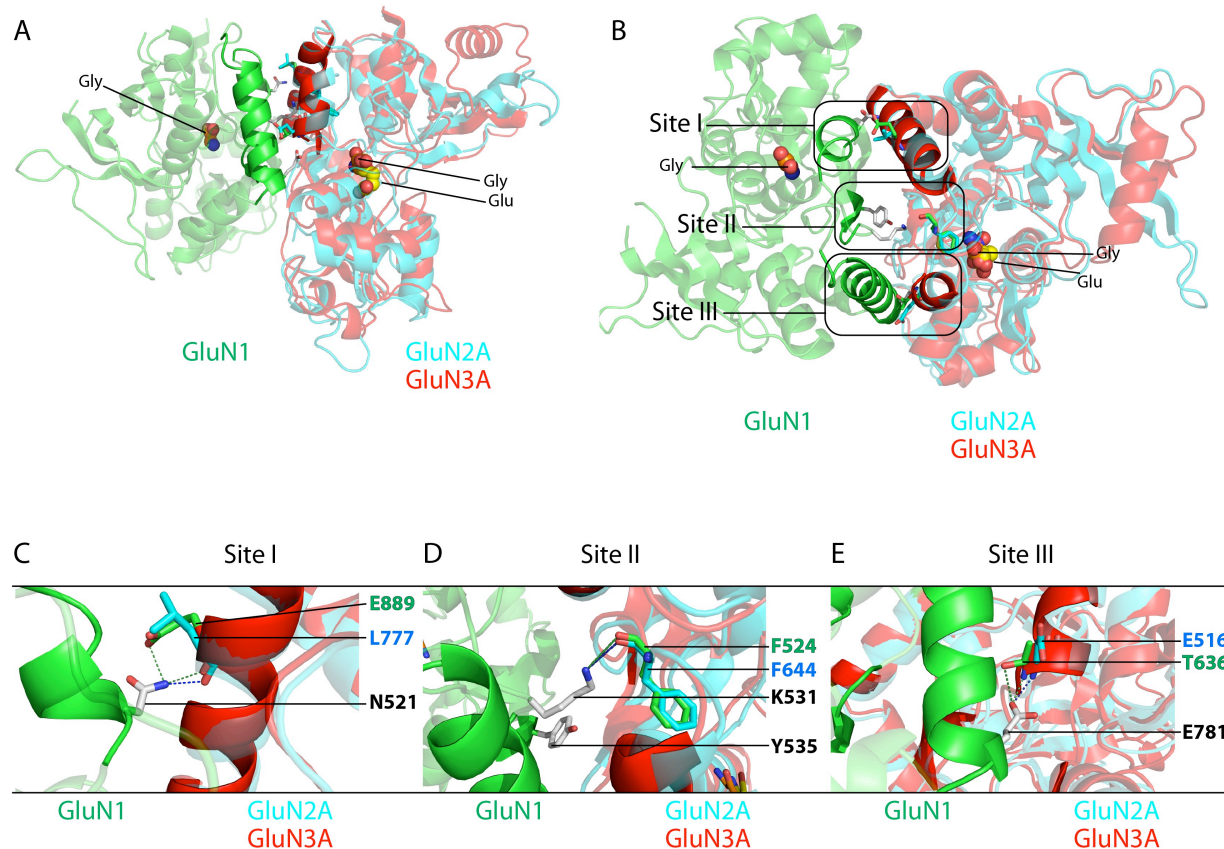 A
Gly
Gly
Glu
GluN1
GluN2A
GluN3A
B
Site I
Gly
Site II
Gly
Glu
Site III
GluN1
GluN2A
GluN3A
C
Site I
E889
L777
N521
GluN1
GluN2A
GluN3A
D
Site II
F524
F644
K531
Y535
GluN1
GluN2A
GluN3A
E
Site III
E516
T636
E781
GluN1
GluN2A
GluN3A